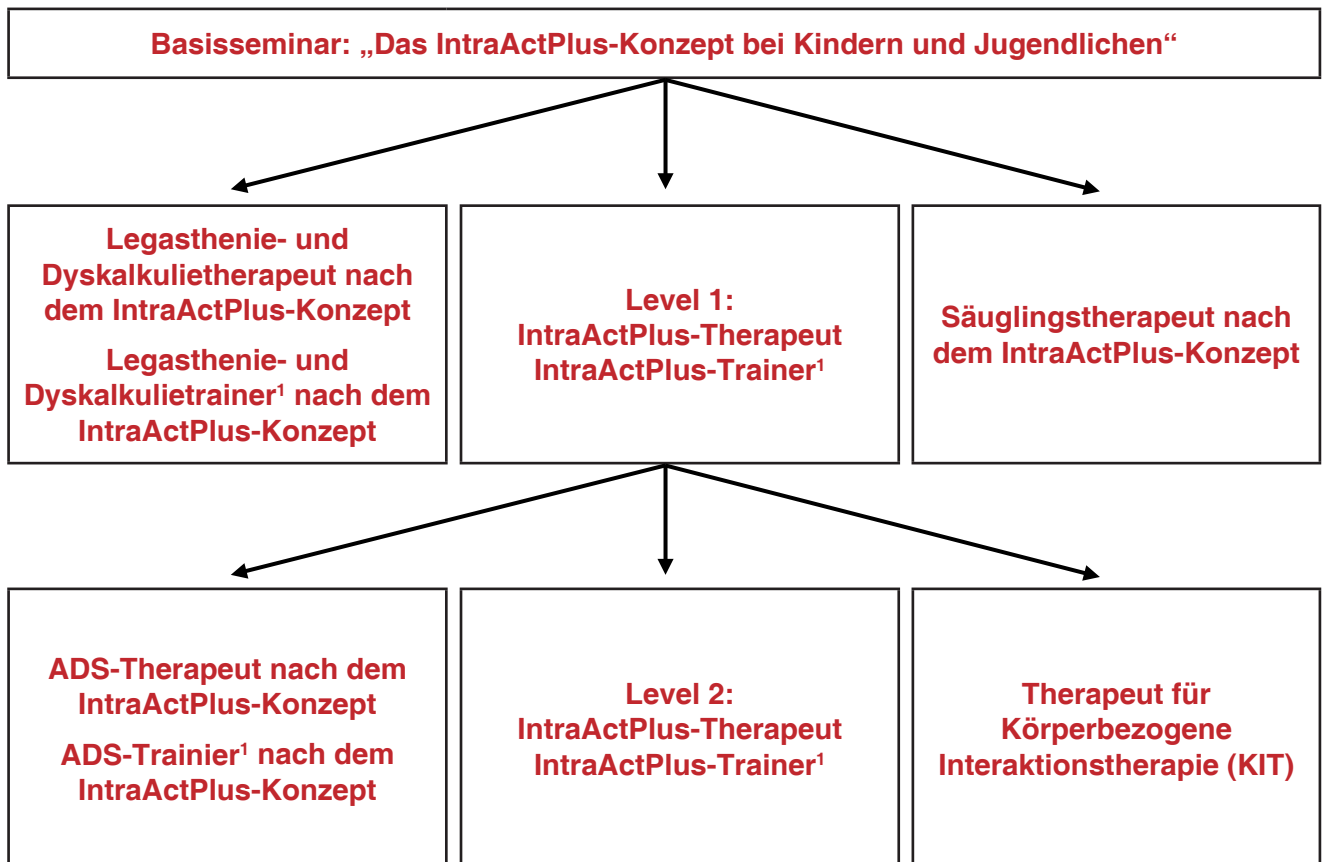 Basisseminar: „Das IntraActPlus-Konzept bei Kindern und Jugendlichen“
Legasthenie- und
Dyskalkulietherapeut nach
dem IntraActPlus-Konzept
Legasthenie- und
Dyskalkulietrainer¹ nach dem
IntraActPlus-Konzept
Level 1:
IntraActPlus-Therapeut
IntraActPlus-Trainer¹
Säuglingstherapeut nach
dem IntraActPlus-Konzept
ADS-Therapeut nach dem
IntraActPlus-Konzept
ADS-Trainier¹ nach dem
IntraActPlus-Konzept
Level 2:
IntraActPlus-Therapeut
IntraActPlus-Trainer¹
Therapeut für
Körperbezogene
Interaktionstherapie (KIT)